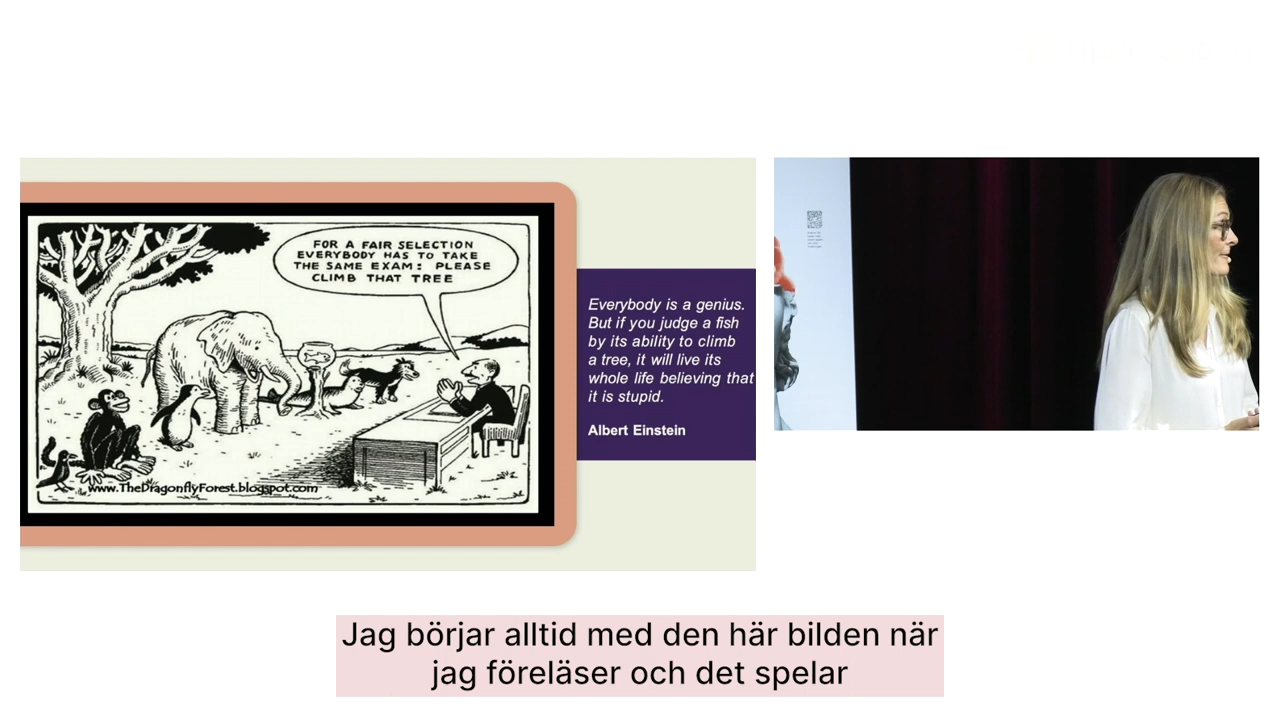 FOR A FAIR SELECTION
EVERYBODY HAS TO TAKE
THE SAME EXAM: PLEASE
CLIMB THAT TREE
www.TheDragonflyForest.blogspot.com
Everybody is a genius.
But if you judge a fish
by its ability to climb
a tree, it will live its
whole life believing that
it is stupid.
Albert Einstein
Jag börjar alltid med den här bilden när
jag föreläser och det spelar